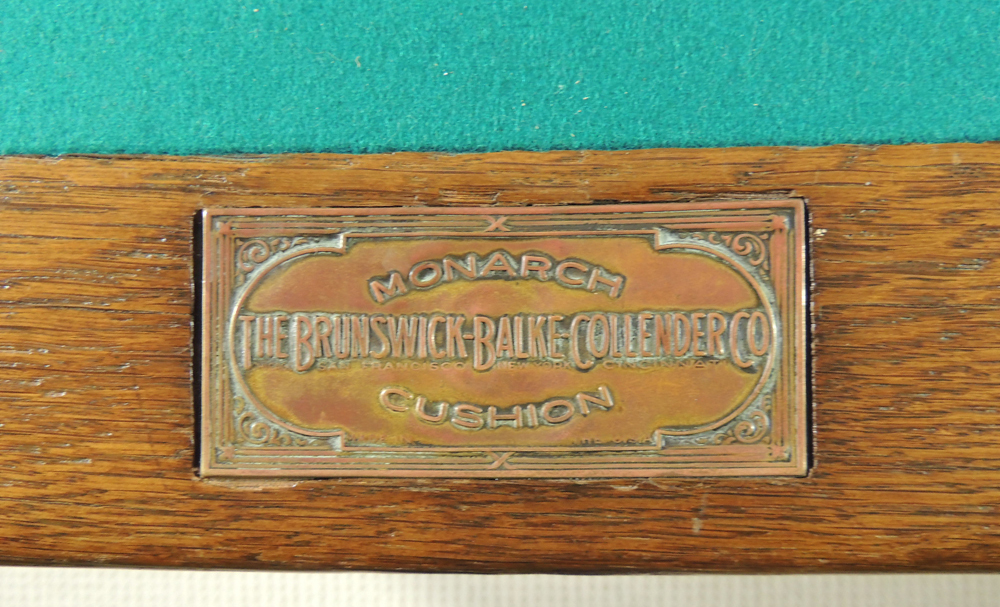 MONARCH
THE BRUNSWICK-BALKE-COLLENDER CO
SAN FRANCISCO NEW YORK CINCINNATI
CUSHION